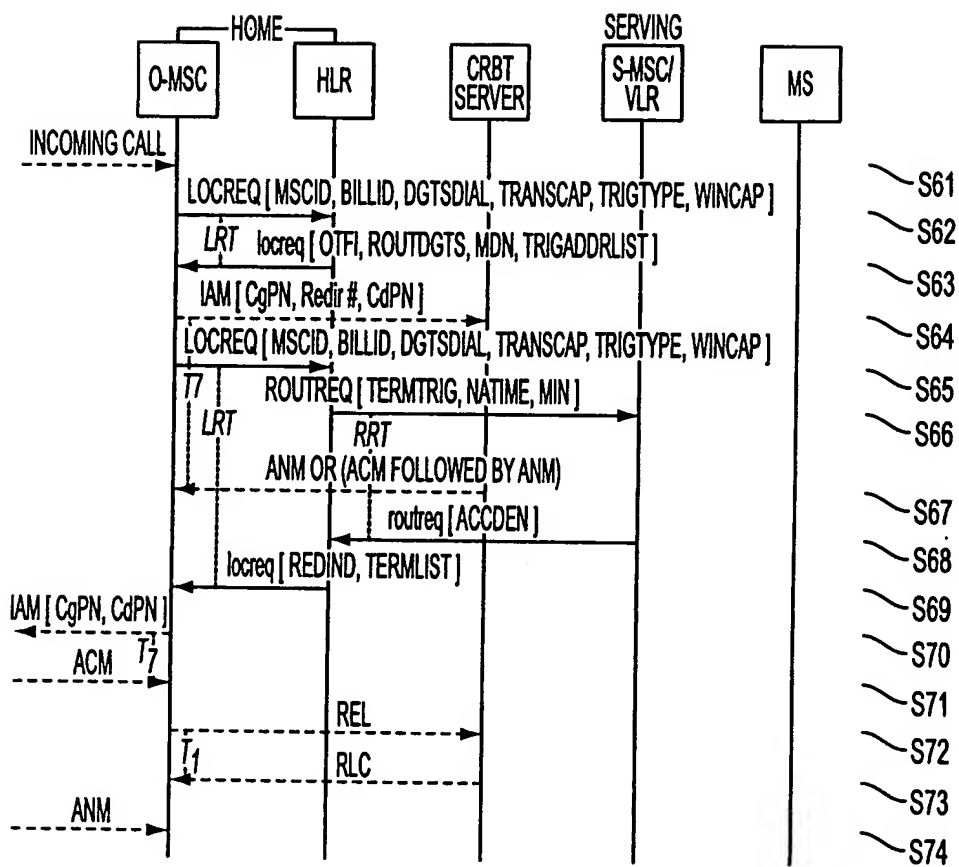 HOME
SERVING
O-MSC
HLR
CRBT
SERVER
S-MSC/
VLR
MS
INCOMING CALL
S61
LOCREQ [ MSCID, BILLID, DGTSDIAL, TRANSCAP, TRIGTYPE, WINCAP ]
S62
LRT
locreq [ OTFI, ROUTDGTS, MDN, TRIGADDRLIST ]
S63
IAM [ CgPN, Redir #, CdPN ]
S64
LOCREQ [ MSCID, BILLID, DGTSDIAL, TRANSCAP, TRIGTYPE, WINCAP ]
S65
T7
ROUTREQ [ TERMTRIG, NATIME, MIN ]
S66
LRT
RRT
ANM OR (ACM FOLLOWED BY ANM)
S67
routreq [ ACCDEN ]
S68
locreq [ REDIND, TERMLIST ]
S69
IAM [ CgPN, CdPN ]
S70
T7
ACM
S71
REL
S72
T1
RLC
S73
ANM
S74